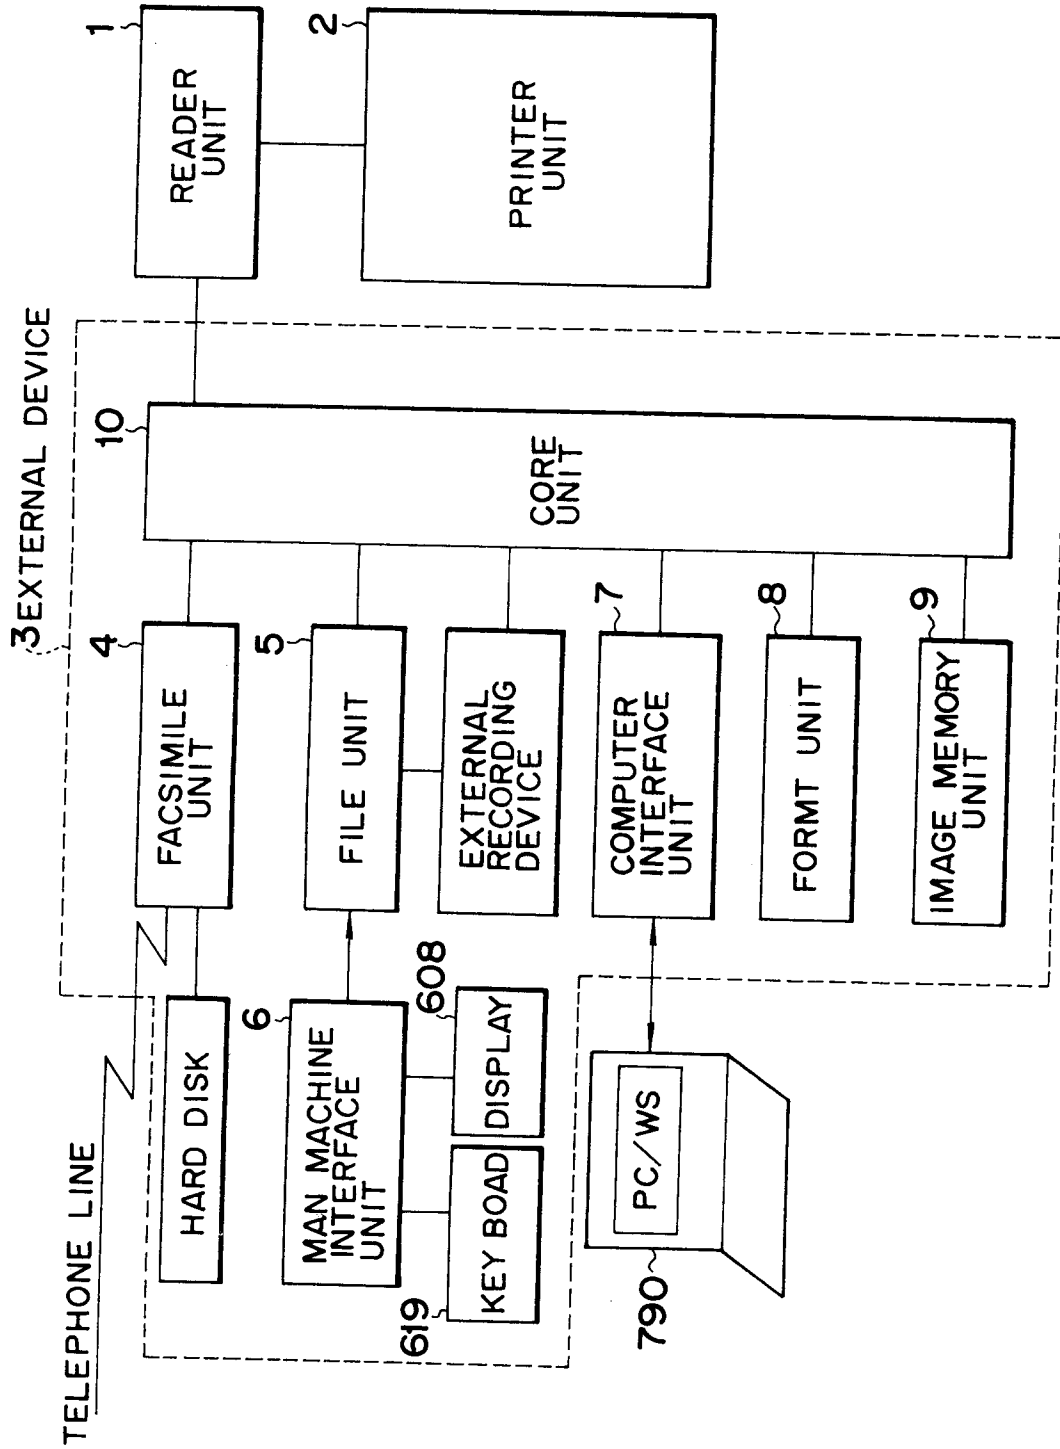 TELEPHONE LINE
3 EXTERNAL DEVICE
1
READER
UNIT
2
PRINTER
UNIT
10
CORE
UNIT
4
FACSIMILE
UNIT
HARD DISK
5
FILE UNIT
6
MAN MACHINE
INTERFACE
UNIT
EXTERNAL
RECORDING
DEVICE
608
DISPLAY
619
KEY BOAD
7
COMPUTER
INTERFACE
UNIT
790
PC/WS
8
FORMT UNIT
9
IMAGE MEMORY
UNIT